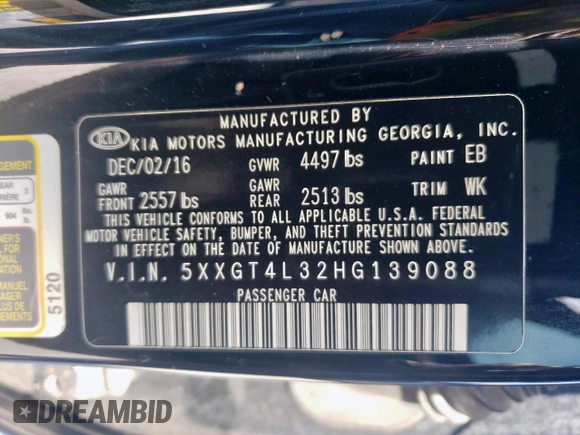 MANUFACTURED BY
KIA KIA MOTORS MANUFACTURING GEORGIA, INC.
DEC/02/16 GVWR 4497 lbs PAINT EB
GAWR FRONT 2557 lbs GAWR REAR 2513 lbs TRIM WK
THIS VEHICLE CONFORMS TO ALL APPLICABLE U.S.A. FEDERAL
MOTOR VEHICLE SAFETY, BUMPER, AND THEFT PREVENTION STANDARDS
IN EFFECT ON THE DATE OF MANUFACTURE SHOWN ABOVE.
V.I.N. 5XXGT4L32HG139088
PASSENGER CAR
5120
DREAMBID